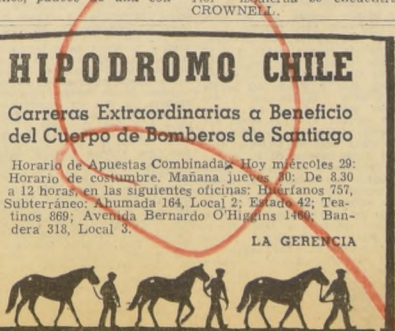 CROWNELL.
HIPODROMO CHILE
Carreras Extraordinarias a Beneficio
del Cuerpo de Bomberos de Santiago
Horario de Apuestas Combinadas: Hoy miércoles 29:
Horario de costumbre. Mañana jueves 30: De 8.30
a 12 horas, en las siguientes oficinas: Huérfanos 757,
Subterráneo: Ahumada 164, Local 2; Estado 42; Tea-
tinos 869; Avenida Bernardo O'Higgins 1460; Ban-
dera 318, Local 3.
LA GERENCIA